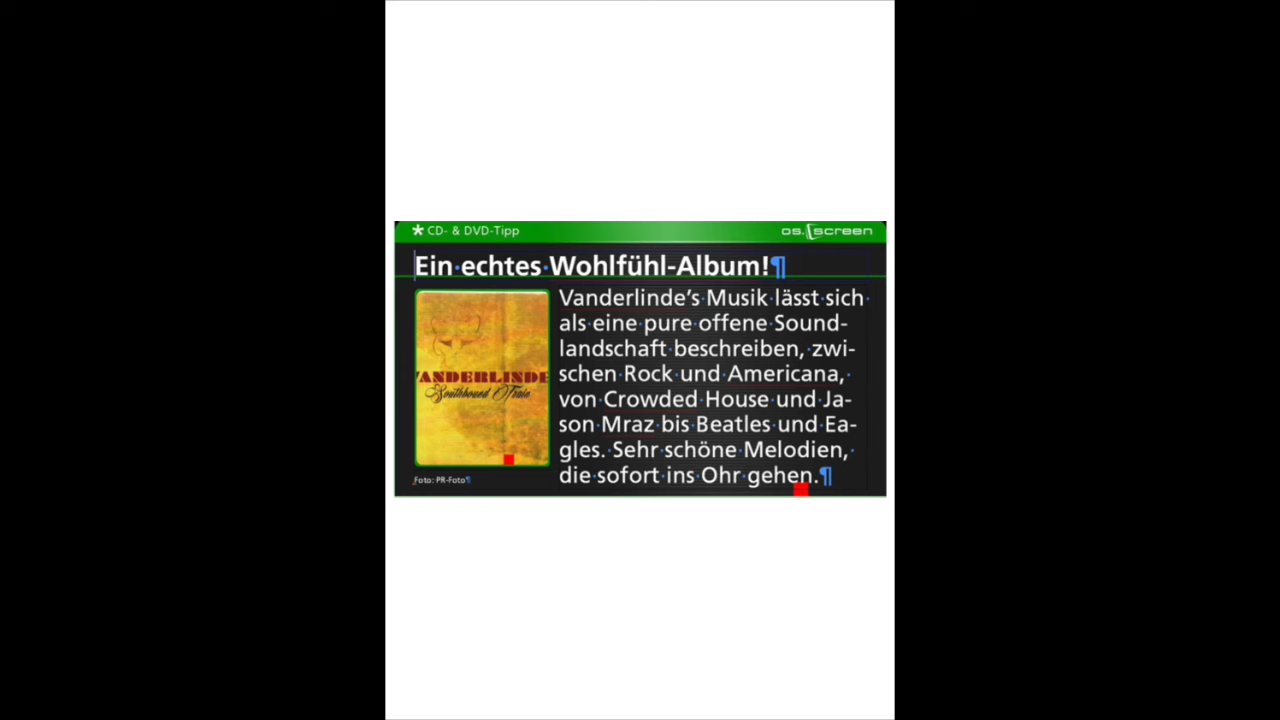 * CD- & DVD-Tipp
os.screen
Ein echtes Wohlfühl-Album!¶
VANDERLINDE
Southbound Train
Vanderlinde's Musik lässt sich
als eine pure offene Sound-
landschaft beschreiben, zwi-
schen Rock und Americana,
von Crowded House und Ja-
son Mraz bis Beatles und Ea-
gles. Sehr schöne Melodien,
die sofort ins Ohr gehen.¶
Foto: PR-Foto¶